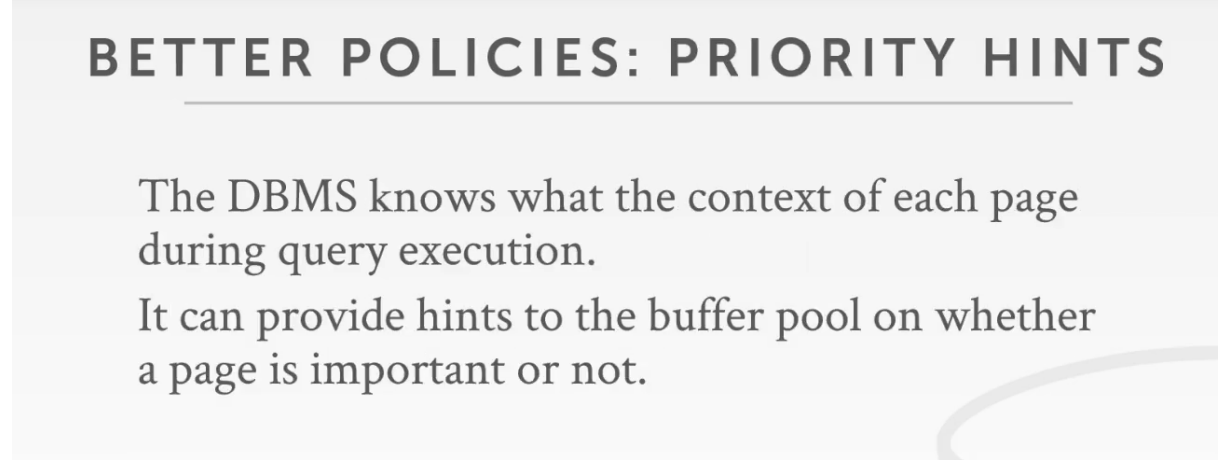 BETTER POLICIES: PRIORITY HINTS
The DBMS knows what the context of each page
during query execution.
It can provide hints to the buffer pool on whether
a page is important or not.